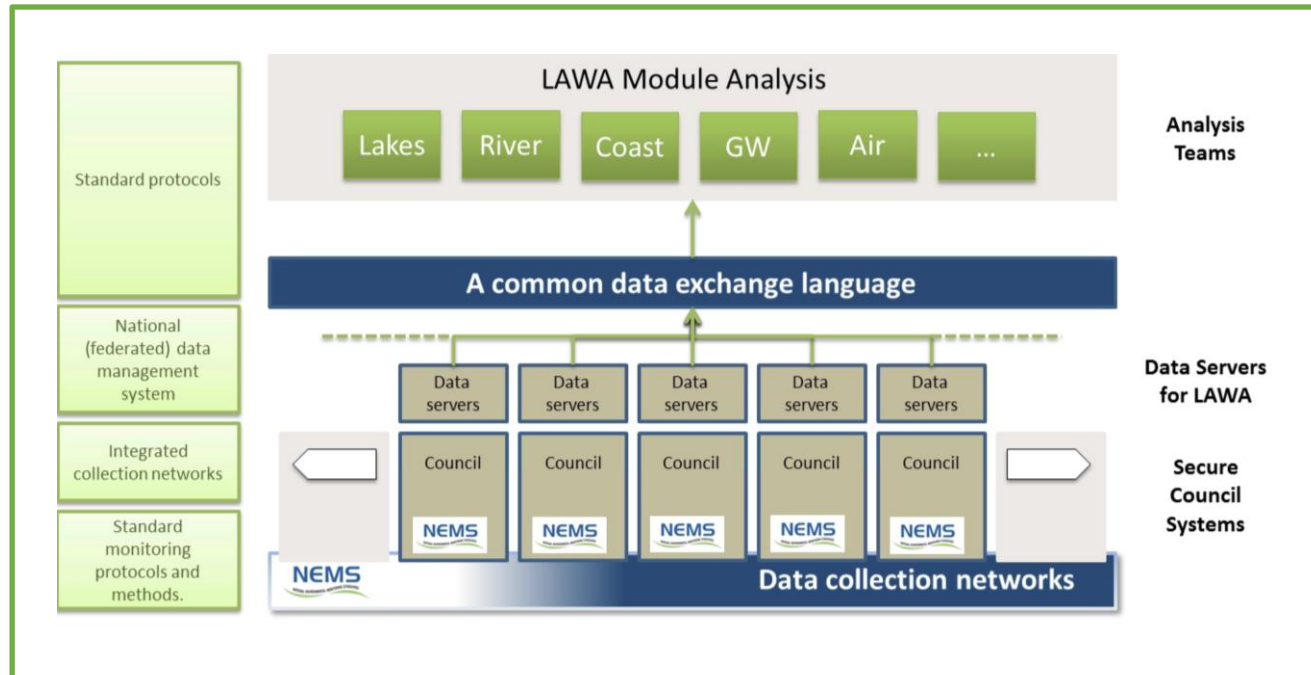 LAWA Module Analysis
Lakes
River
Coast
GW
Air
...
Analysis
Teams
Standard protocols
A common data exchange language
National
(federated) data
management
system
Data
servers
Data
servers
Data
servers
Data
servers
Data
servers
Data Servers
for LAWA
Integrated
collection networks
Council
Council
Council
Council
Council
Secure
Council
Systems
NEMS
NEMS
NEMS
NEMS
NEMS
Standard
monitoring
protocols and
methods.
NEMS
Data collection networks